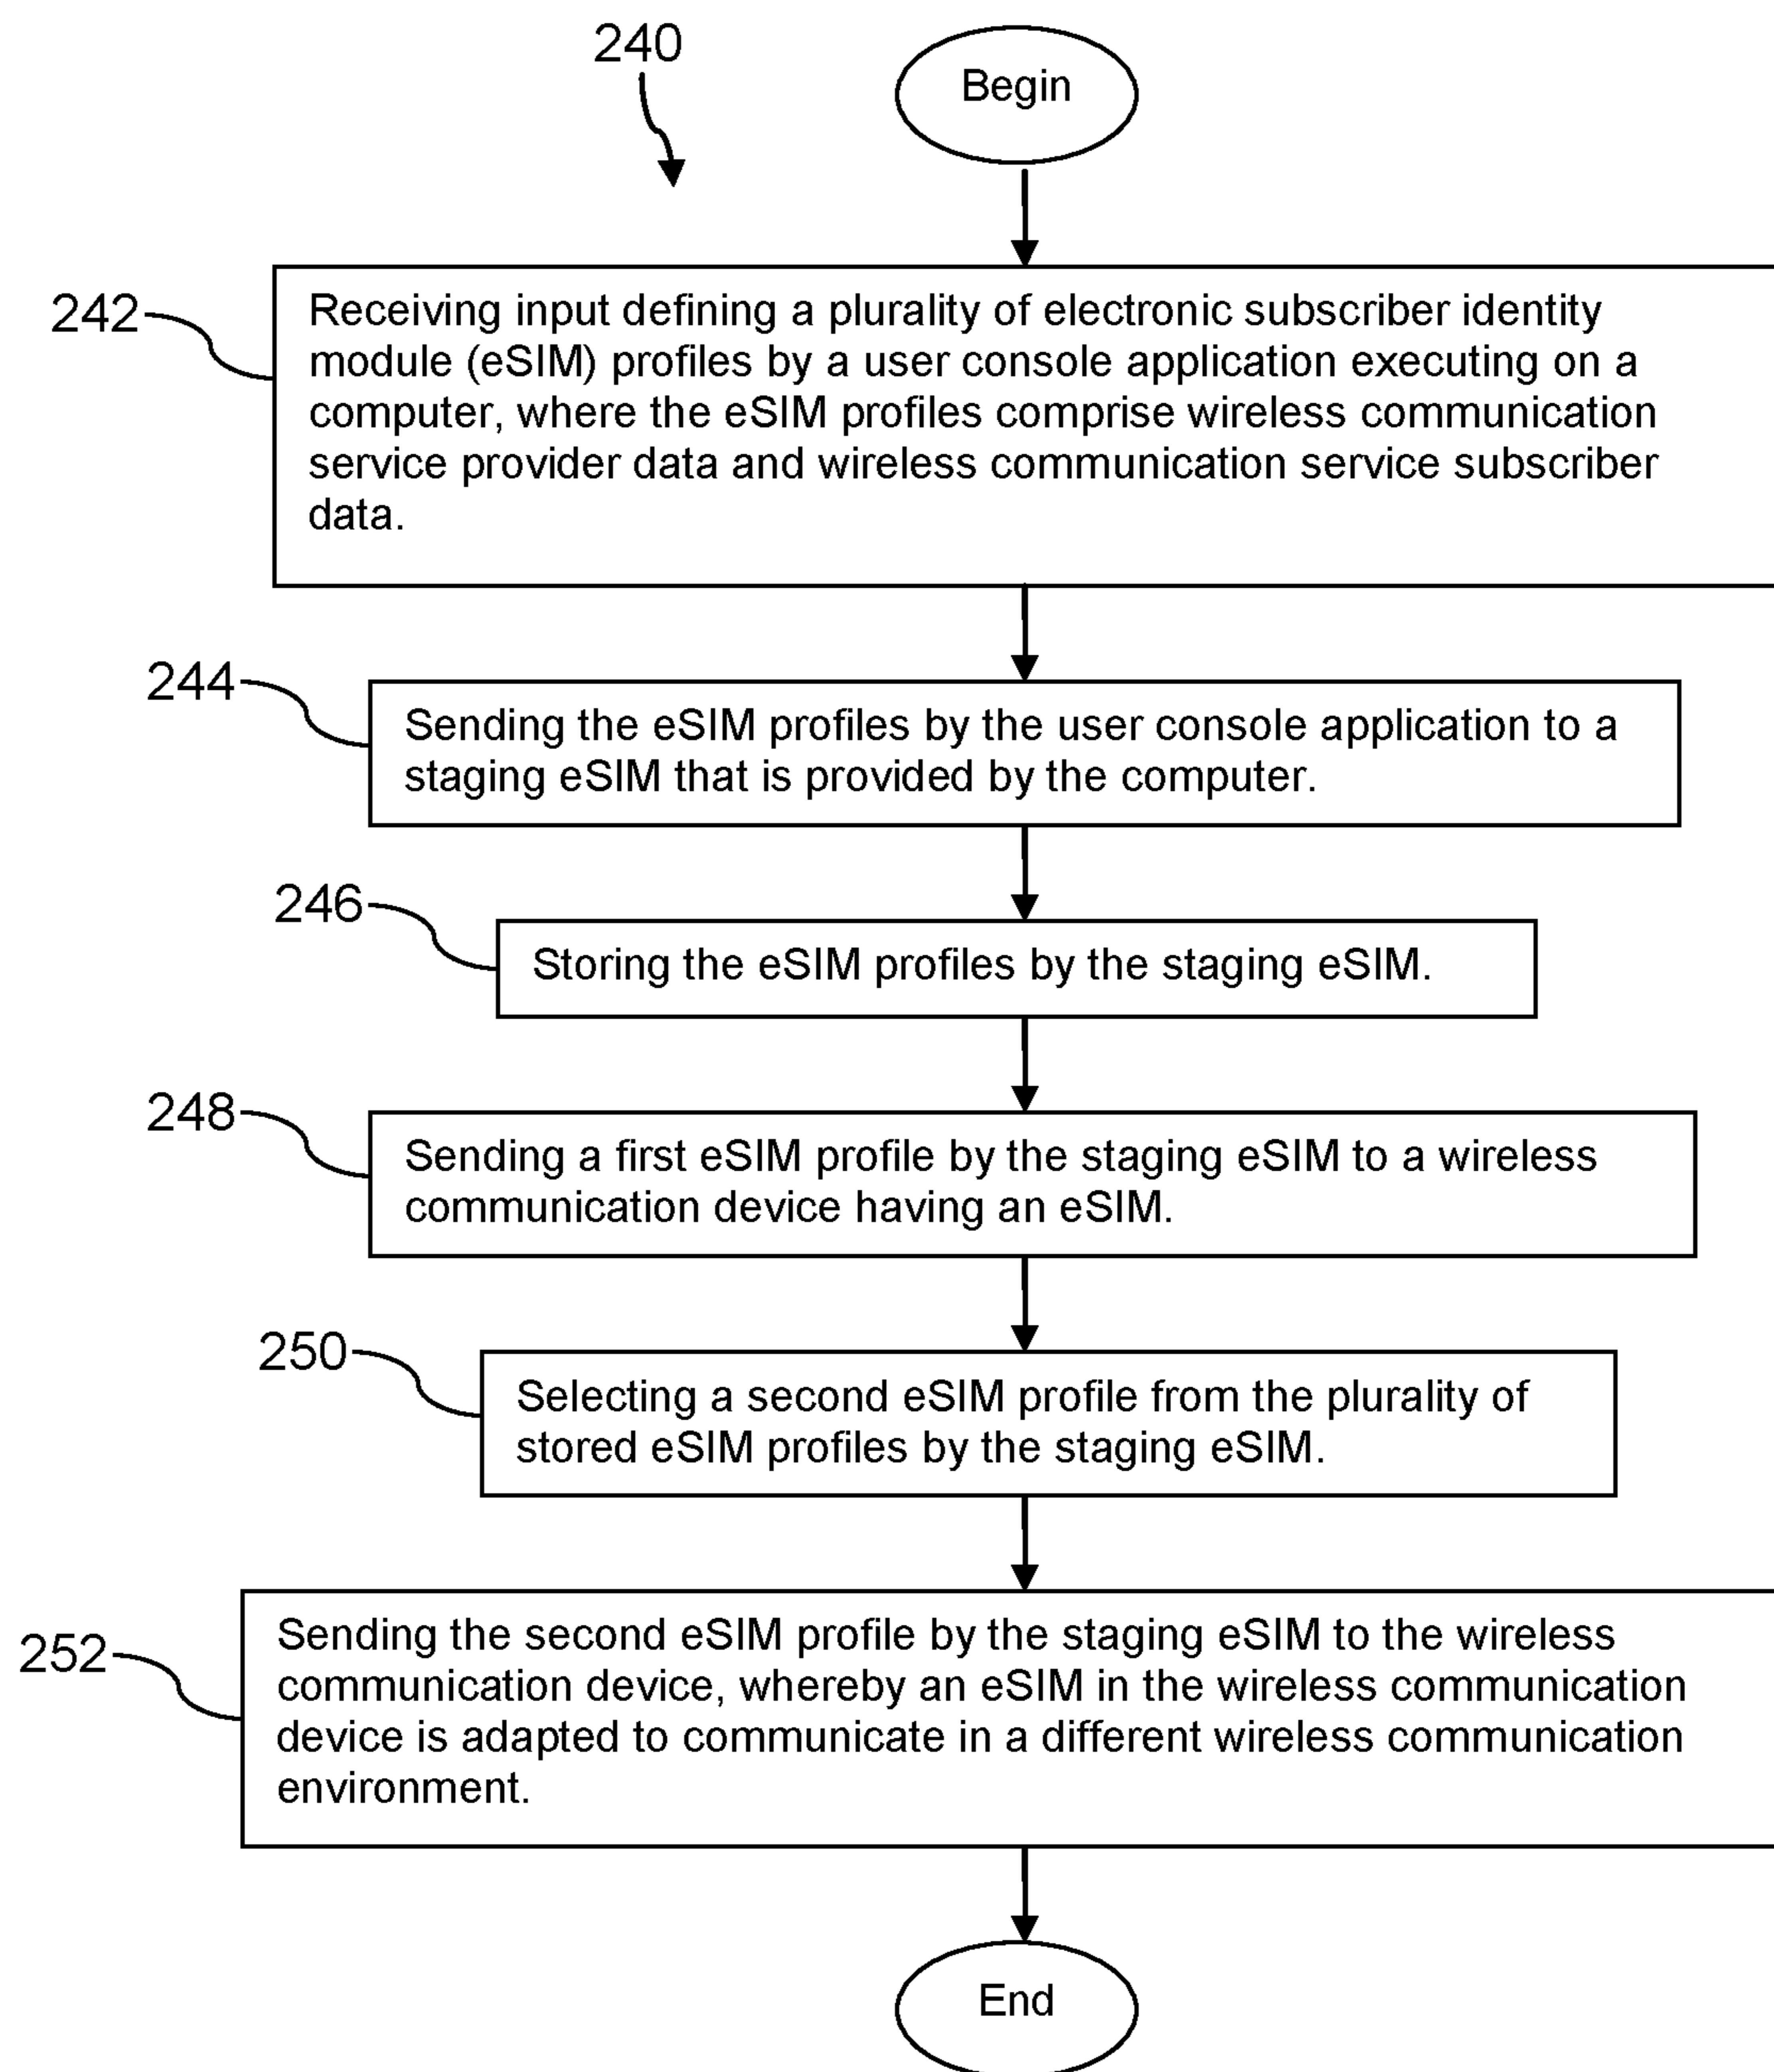 240
Begin
242
Receiving input defining a plurality of electronic subscriber identity
module (eSIM) profiles by a user console application executing on a
computer, where the eSIM profiles comprise wireless communication
service provider data and wireless communication service subscriber
data.
244
Sending the eSIM profiles by the user console application to a
staging eSIM that is provided by the computer.
246
Storing the eSIM profiles by the staging eSIM.
248
Sending a first eSIM profile by the staging eSIM to a wireless
communication device having an eSIM.
250
Selecting a second eSIM profile from the plurality of
stored eSIM profiles by the staging eSIM.
252
Sending the second eSIM profile by the staging eSIM to the wireless
communication device, whereby an eSIM in the wireless communication
device is adapted to communicate in a different wireless communication
environment.
End